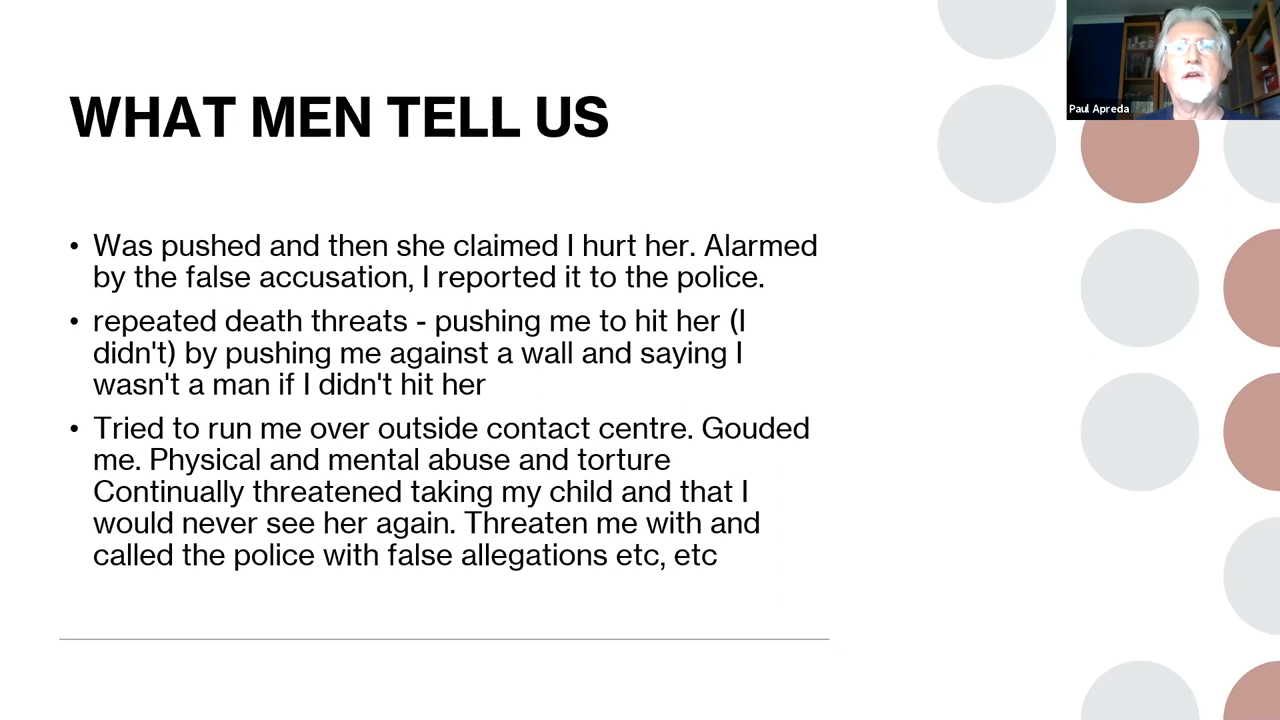 WHAT MEN TELL US
Paul Apreda
• Was pushed and then she claimed I hurt her. Alarmed
by the false accusation, I reported it to the police.
• repeated death threats - pushing me to hit her (I
didn't) by pushing me against a wall and saying I
wasn't a man if I didn't hit her
• Tried to run me over outside contact centre. Gouded
me. Physical and mental abuse and torture
Continually threatened taking my child and that I
would never see her again. Threaten me with and
called the police with false allegations etc, etc